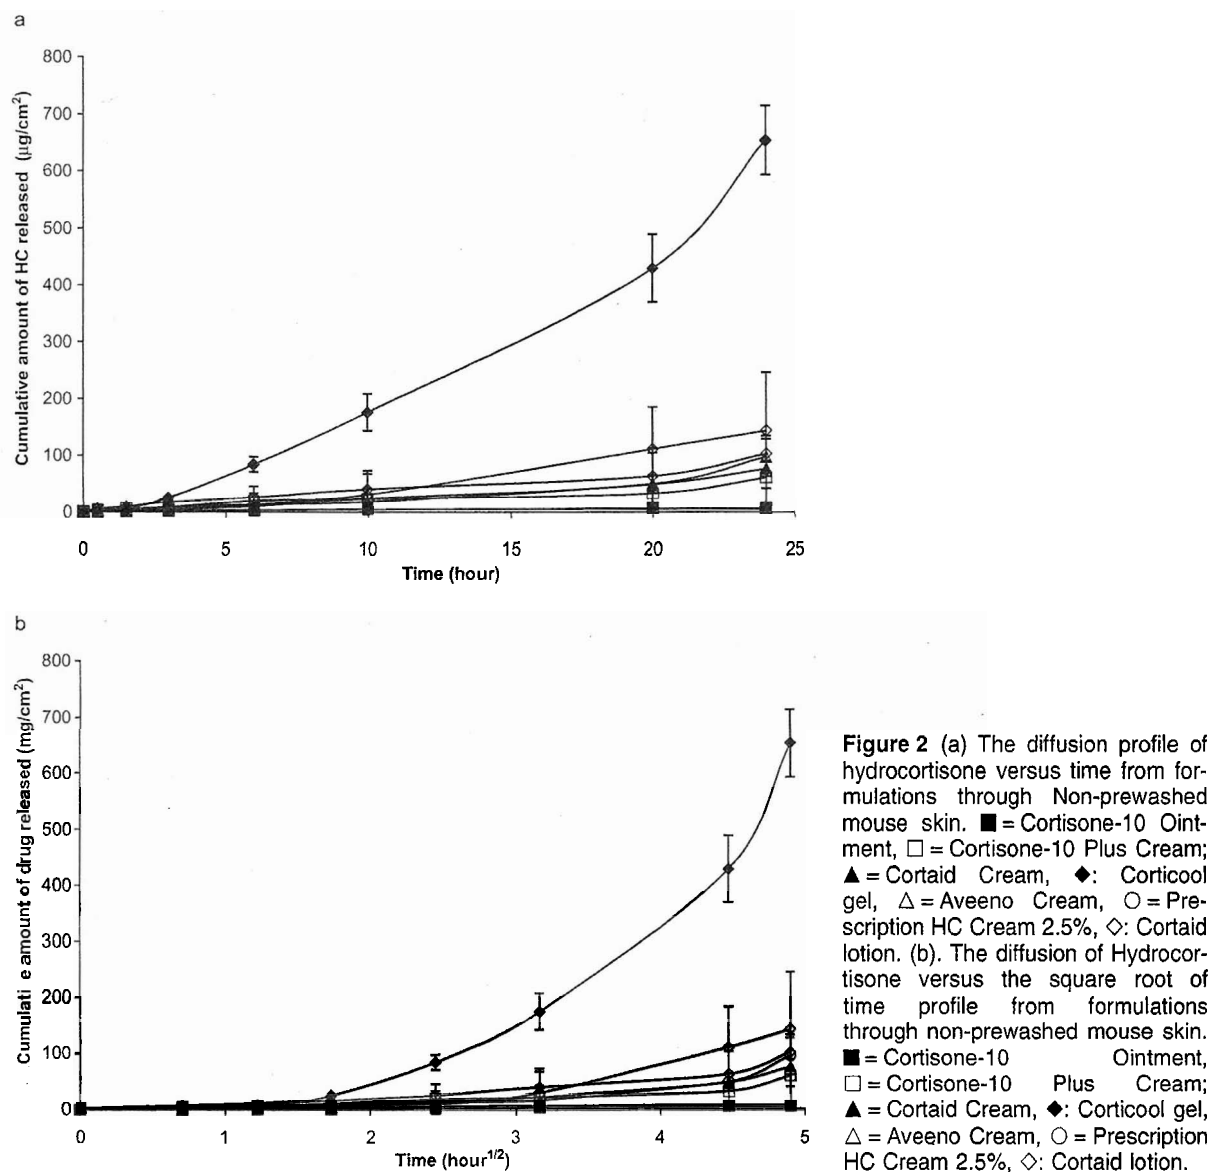 a
800
700
600
500
400
300
200
100
0
Cumulative amount of HC released (µg/cm²)
0 5 10 15 20 25
Time (hour)
b
800
700
600
500
400
300
200
100
0
Cumulati e amount of drug released (mg/cm²)
0 1 2 3 4 5
Time (hour¹/²)
Figure 2 (a) The diffusion profile of
hydrocortisone versus time from for-
mulations through Non-prewashed
mouse skin. ■ = Cortisone-10 Oint-
ment, □ = Cortisone-10 Plus Cream;
▲ = Cortaid Cream, ◆: Corticool
gel, △ = Aveeno Cream, ○ = Pre-
scription HC Cream 2.5%, ◇: Cortaid
lotion. (b). The diffusion of Hydrocor-
tisone versus the square root of
time profile from formulations
through non-prewashed mouse skin.
■ = Cortisone-10 Ointment,
□ = Cortisone-10 Plus Cream;
▲ = Cortaid Cream, ◆: Corticool gel,
△ = Aveeno Cream, ○ = Prescription
HC Cream 2.5%, ◇: Cortaid lotion.